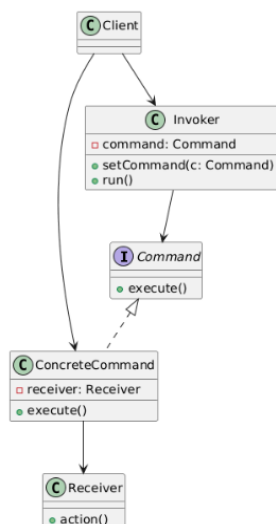 C Client
C Invoker
command: Command
setCommand(c: Command)
run()
I Command
execute()
C ConcreteCommand
receiver: Receiver
execute()
C Receiver
action()